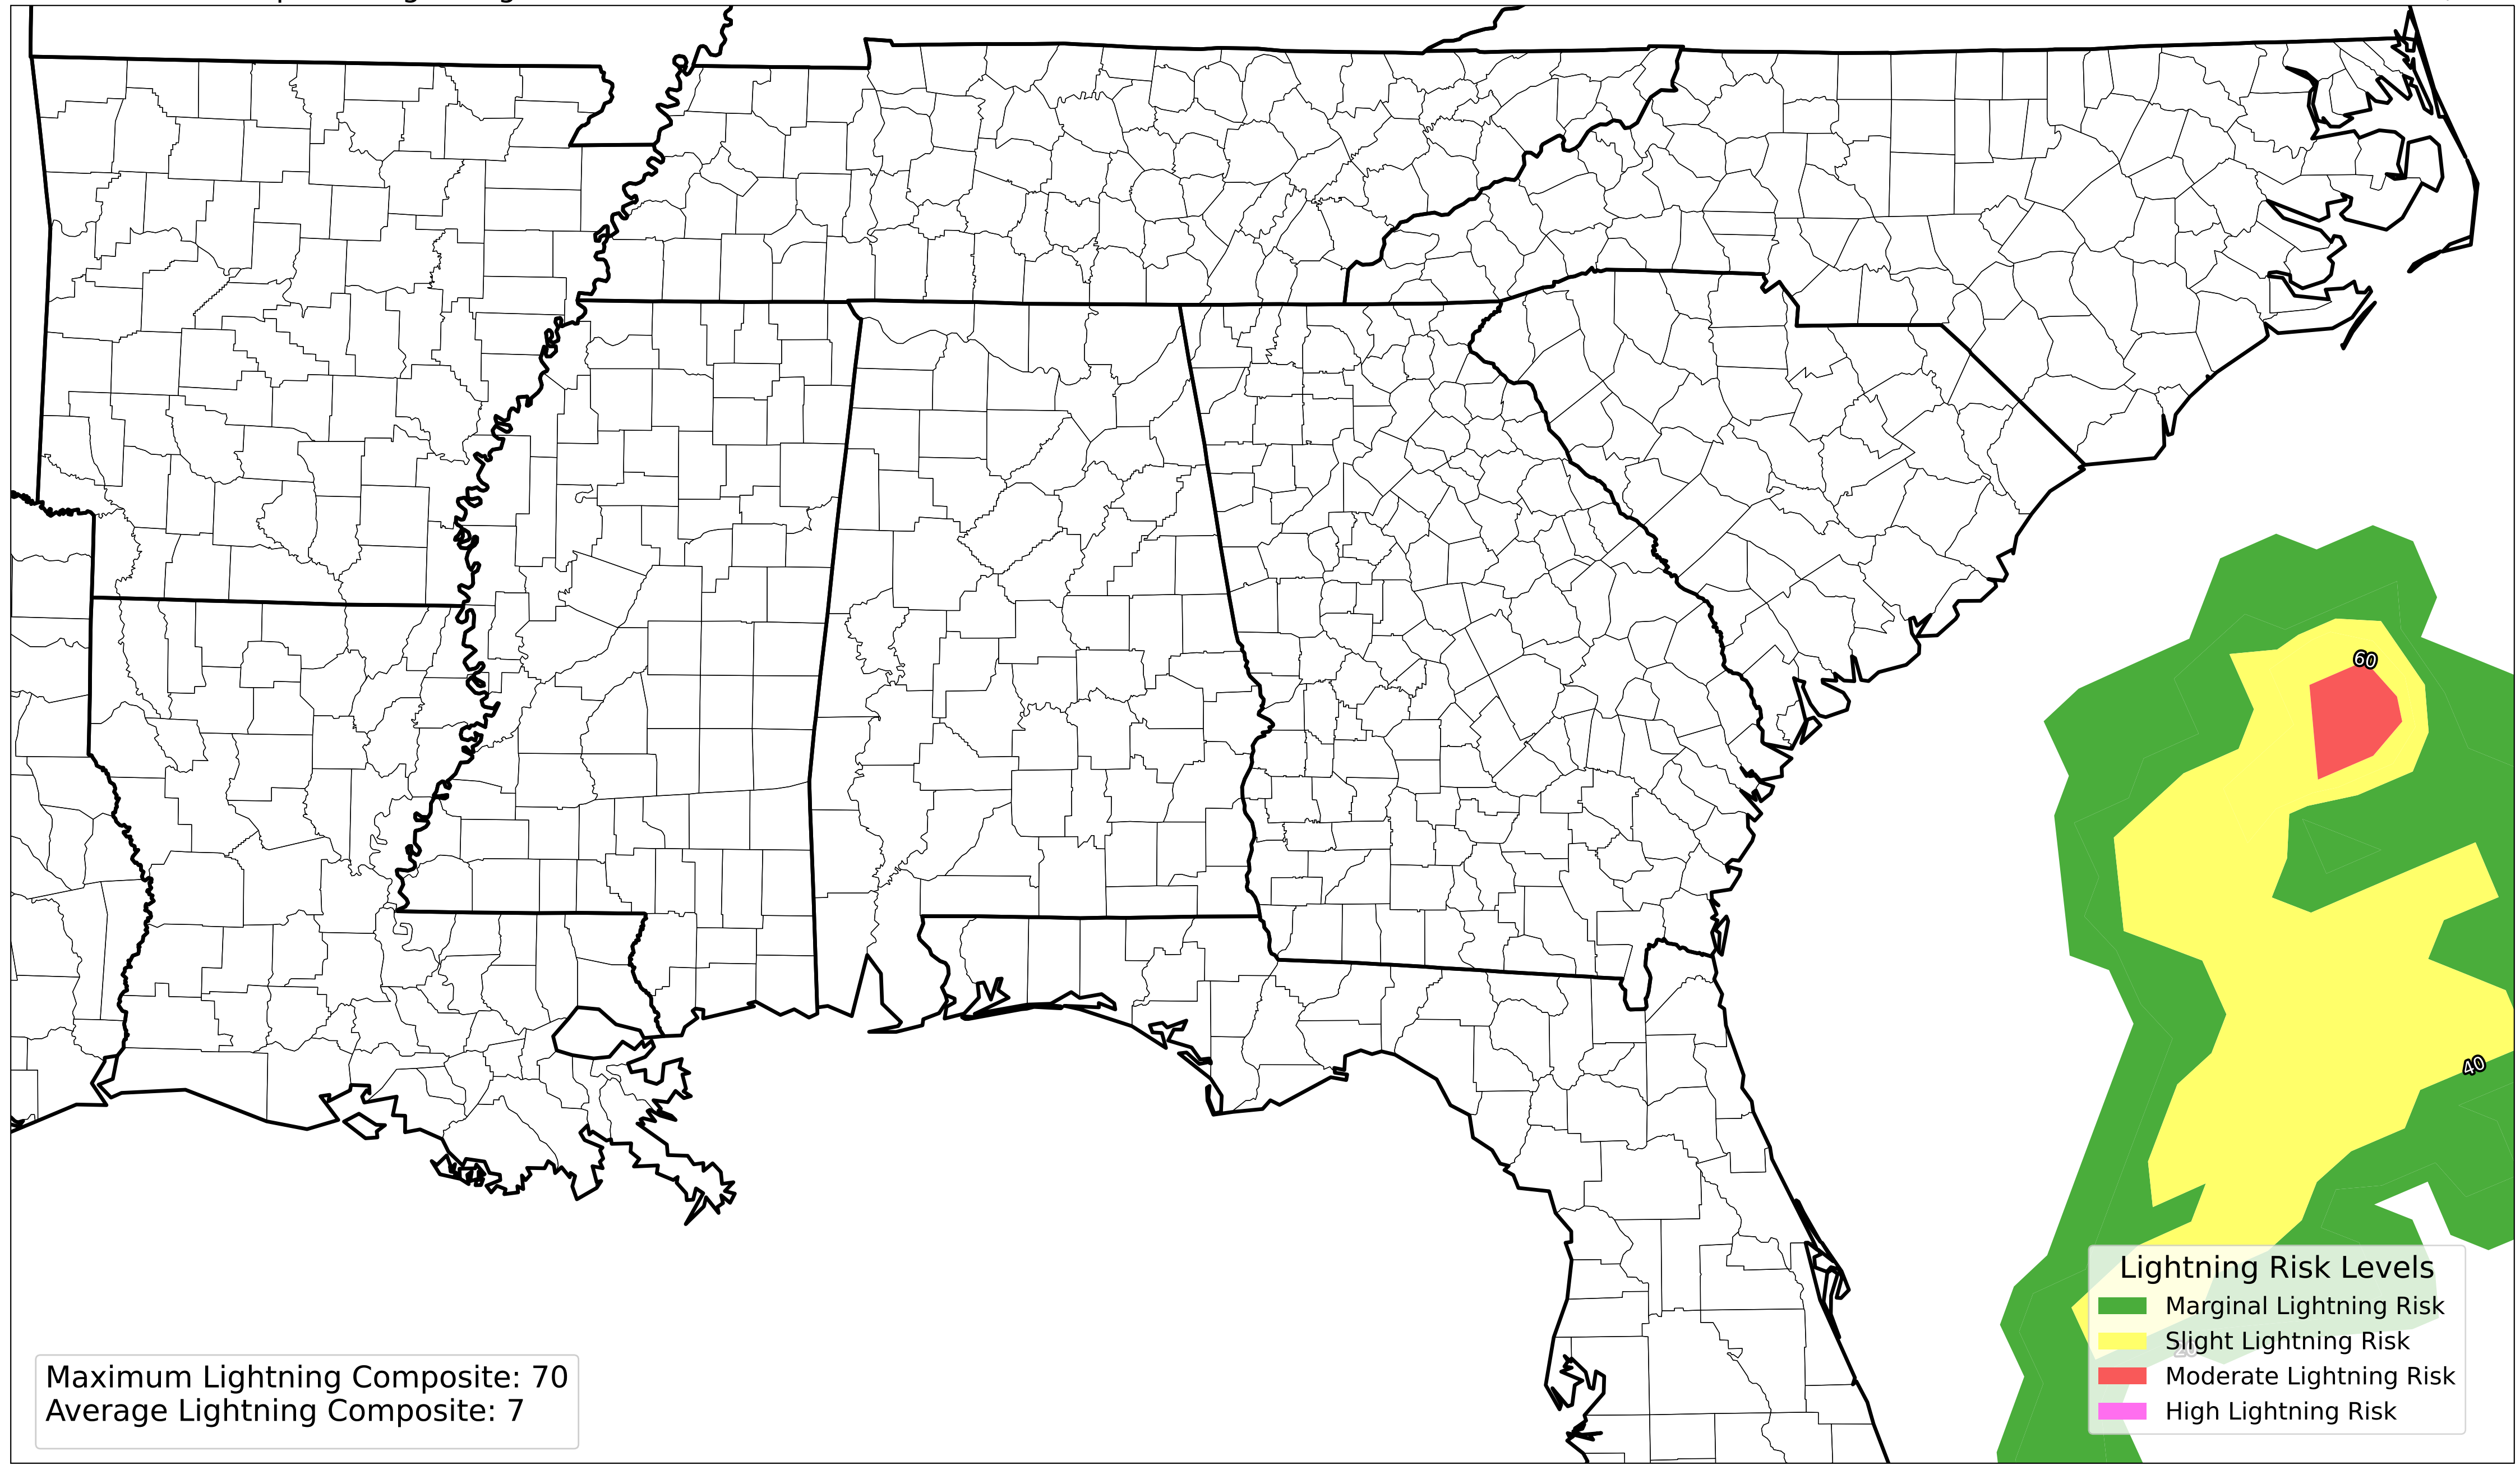 60
40
Lightning Risk Levels
Marginal Lightning Risk
Slight Lightning Risk
Moderate Lightning Risk
High Lightning Risk
Maximum Lightning Composite: 70
Average Lightning Composite: 7